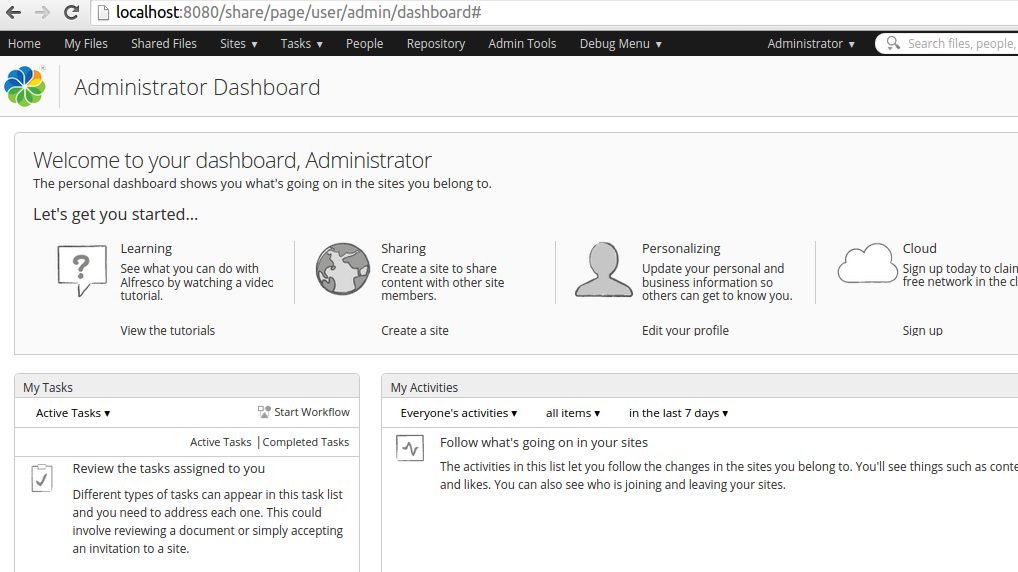 localhost:8080/share/page/user/admin/dashboard#
Home My Files Shared Files Sites ▾ Tasks ▾ People Repository Admin Tools Debug Menu ▾ Administrator ▾ Search files, people,
Administrator Dashboard
Welcome to your dashboard, Administrator
The personal dashboard shows you what's going on in the sites you belong to.
Let's get you started...
Learning
See what you can do with
Alfresco by watching a video
tutorial.
View the tutorials
Sharing
Create a site to share
content with other site
members.
Create a site
Personalizing
Update your personal and
business information so
others can get to know you.
Edit your profile
Cloud
Sign up today to claim
free network in the cl
Sign up
My Tasks
Active Tasks ▾ Start Workflow
Active Tasks | Completed Tasks
Review the tasks assigned to you
Different types of tasks can appear in this task list
and you need to address each one. This could
involve reviewing a document or simply accepting
an invitation to a site.
My Activities
Everyone's activities ▾ all items ▾ in the last 7 days ▾
Follow what's going on in your sites
The activities in this list let you follow the changes in the sites you belong to. You'll see things such as conte
and likes. You can also see who is joining and leaving your sites.